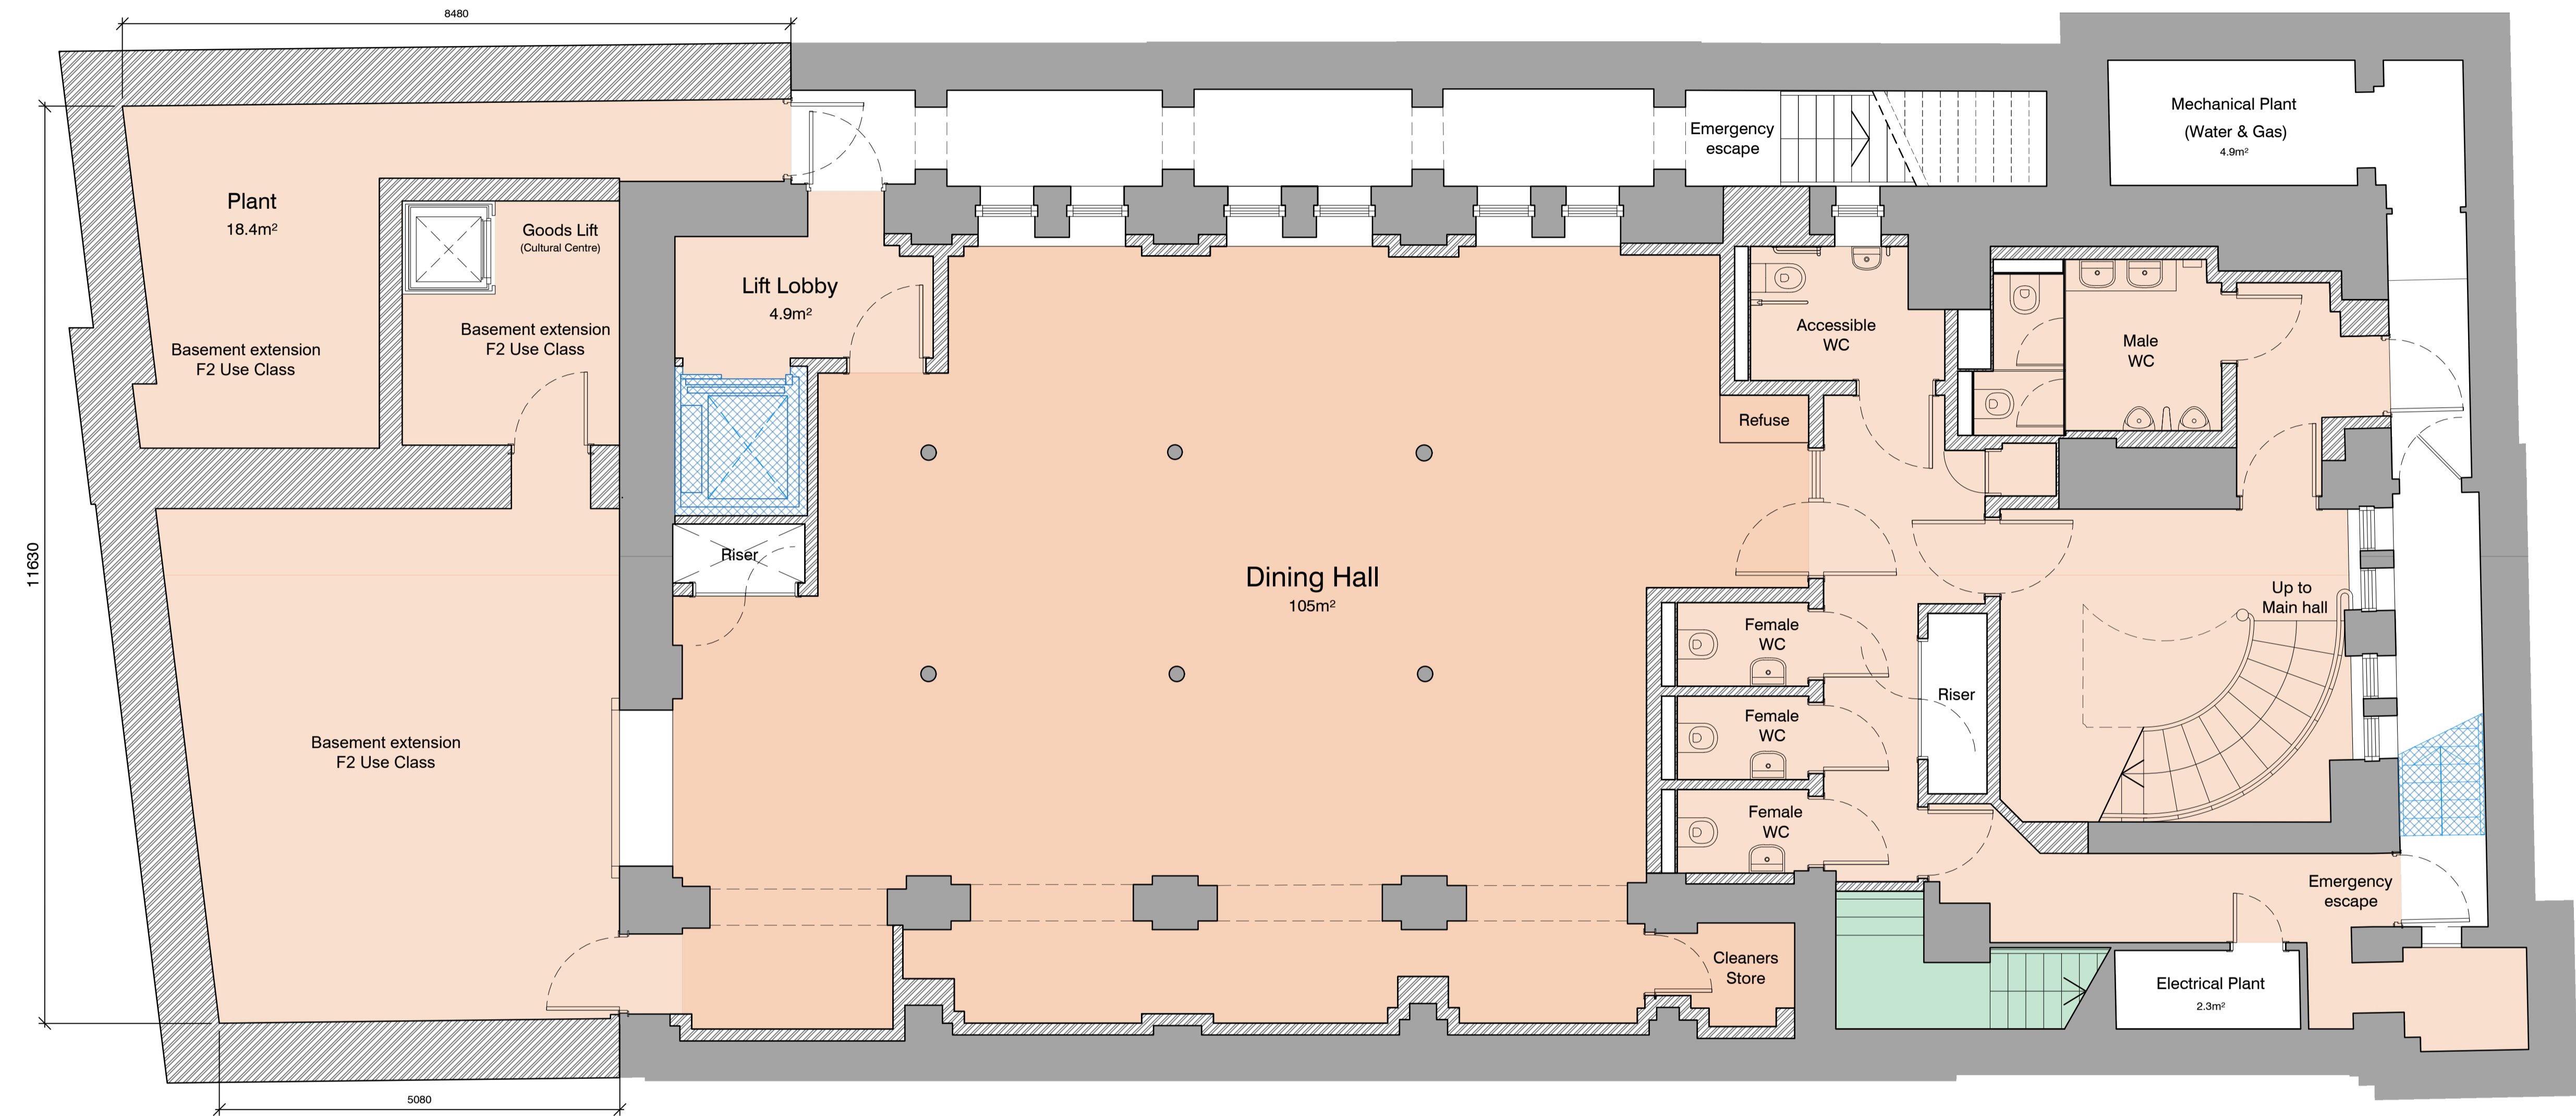 8480
Mechanical Plant
(Water & Gas)
4.9m²
Emergency
escape
Plant
18.4m²
Goods Lift
(Cultural Centre)
Lift Lobby
4.9m²
Basement extension
F2 Use Class
Basement extension
F2 Use Class
Accessible
WC
Male
WC
Refuse
11630
Riser
Dining Hall
105m²
Up to
Main hall
Female
WC
Riser
Female
WC
Basement extension
F2 Use Class
Female
WC
Emergency
escape
Cleaners
Store
Electrical Plant
2.3m²
5080